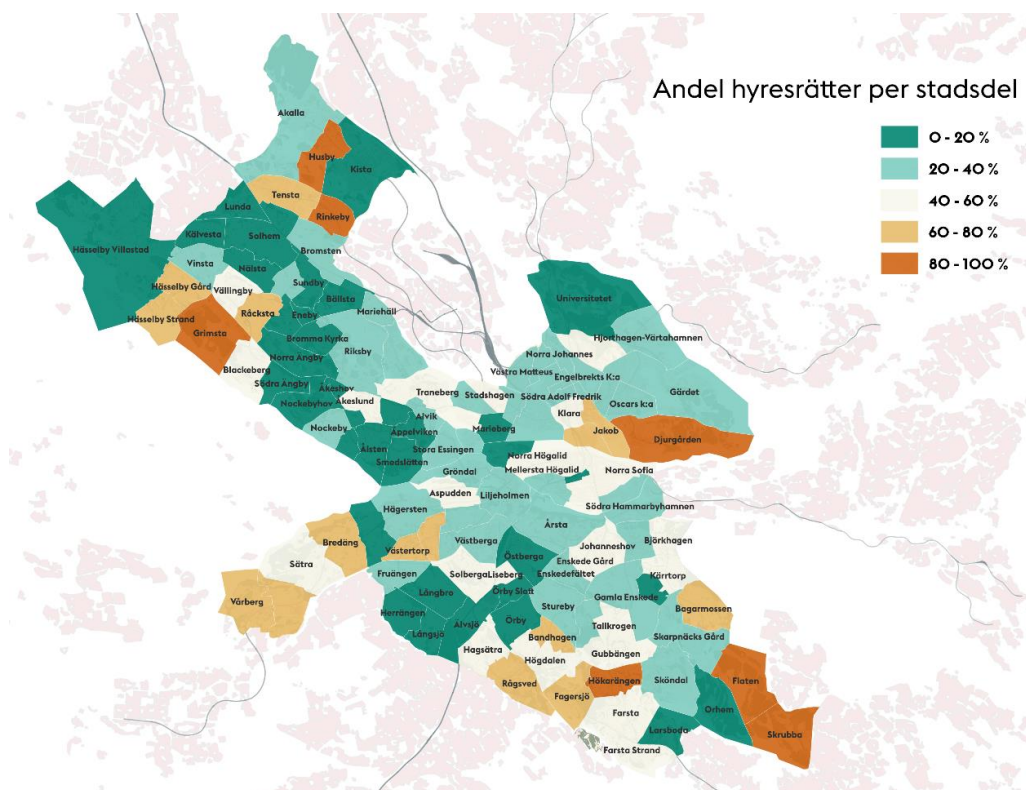 Andel hyresrätter per stadsdel
0 - 20 %
20 - 40 %
40 - 60 %
60 - 80 %
80 - 100 %
Akalla
Husby
Kista
Tensta
Rinkeby
Lunda
Kälvesta
Solhem
Hässelby Villastad
Bromsten
Vinsta
Nälsta
Sundby
Hässelby Gård
Vällingby
Bällsta
Mariehäll
Råcksta
Eneby
Hässelby Strand
Grimsta
Bromma Kyrka
Riksby
Norra Ängby
Blackeberg
Södra Ängby
Åkeshov
Åkeslund
Nockebyhov
Traneberg
Stadshagen
Nockeby
Alvik
Äppelviken
Marieberg
Ålsten
Stora Essingen
Smedslätten
Universitetet
Hjorthagen-Värtahamnen
Norra Johannes
Västra Matteus
Engelbrekts K:a
Gärdet
Södra Adolf Fredrik
Oscars k:a
Klara
Jakob
Djurgården
Norra Högalid
Mellersta Högalid
Norra Sofia
Gröndal
Aspudden
Liljeholmen
Södra Hammarbyhamnen
Hägersten
Årsta
Bredäng
Västertorp
Västberga
Johanneshov
Björkhagen
Östberga
Enskede Gård
Sätra
Fruängen
Solberga
Liseberg
Enskedefältet
Kärrtorp
Långbro
Örby Slott
Gamla Enskede
Vårberg
Herrängen
Stureby
Bagarmossen
Älvsjö
Örby
Tallkrogen
Långsjö
Bandhagen
Skarpnäcks Gård
Hagsätra
Högdalen
Gubbängen
Rågsved
Hökarängen
Sköndal
Flaten
Fagersjö
Farsta
Orhem
Larsboda
Skrubba
Farsta Strand